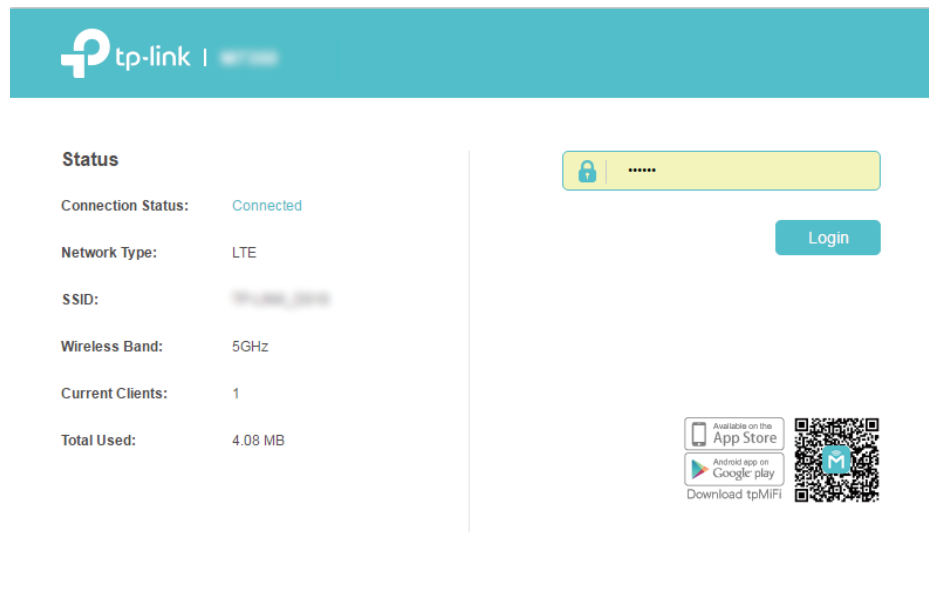 tp-link |
Status
Connection Status: Connected
Network Type: LTE
SSID:
Wireless Band: 5GHz
Current Clients: 1
Total Used: 4.08 MB
••••••
Login
Available on the
App Store
Android app on
Google play
Download tpMiFi
M